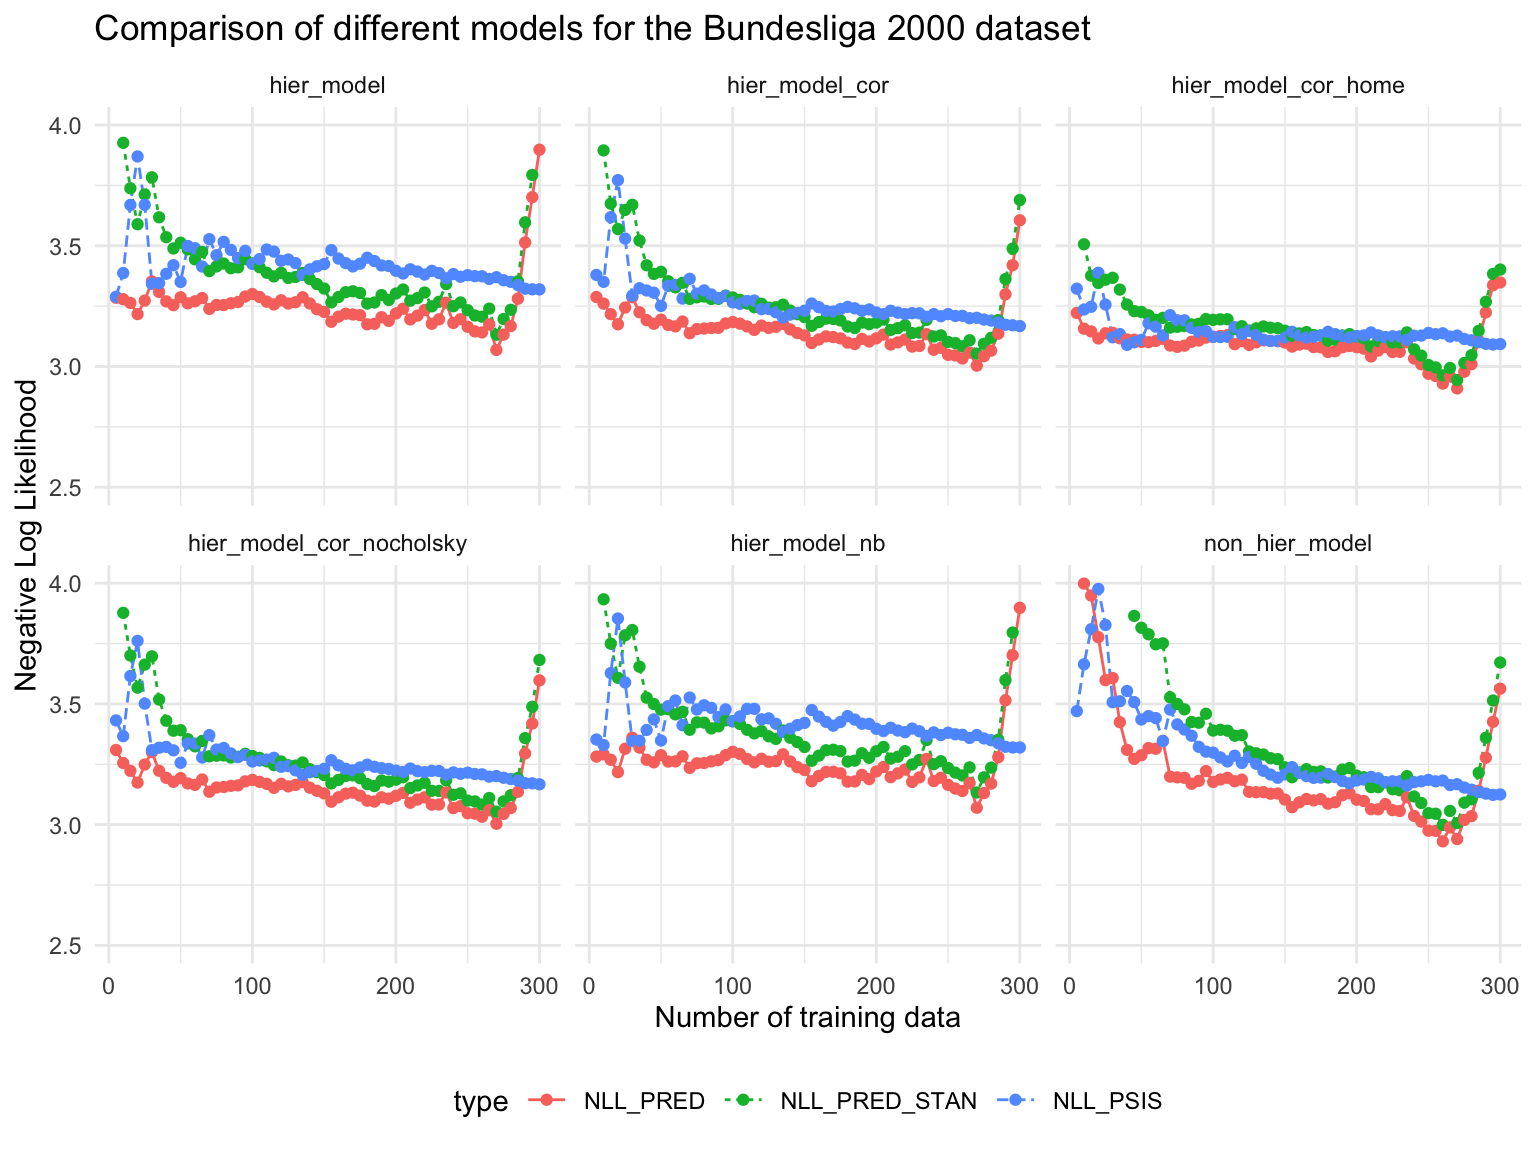 Comparison of different models for the Bundesliga 2000 dataset
hier_model
hier_model_cor
hier_model_cor_home
4.0
3.5
3.0
2.5
Negative Log Likelihood
hier_model_cor_nocholsky
hier_model_nb
non_hier_model
4.0
3.5
3.0
2.5
0 100 200 300
0 100 200 300
0 100 200 300
Number of training data
type NLL_PRED NLL_PRED_STAN NLL_PSIS